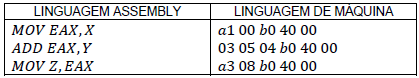 LINGUAGEM ASSEMBLY LINGUAGEM DE MÁQUINA
MOV EAX,X a1 00 b0 40 00
ADD EAX,Y 03 05 04 b0 40 00
MOV Z,EAX a3 08 b0 40 00